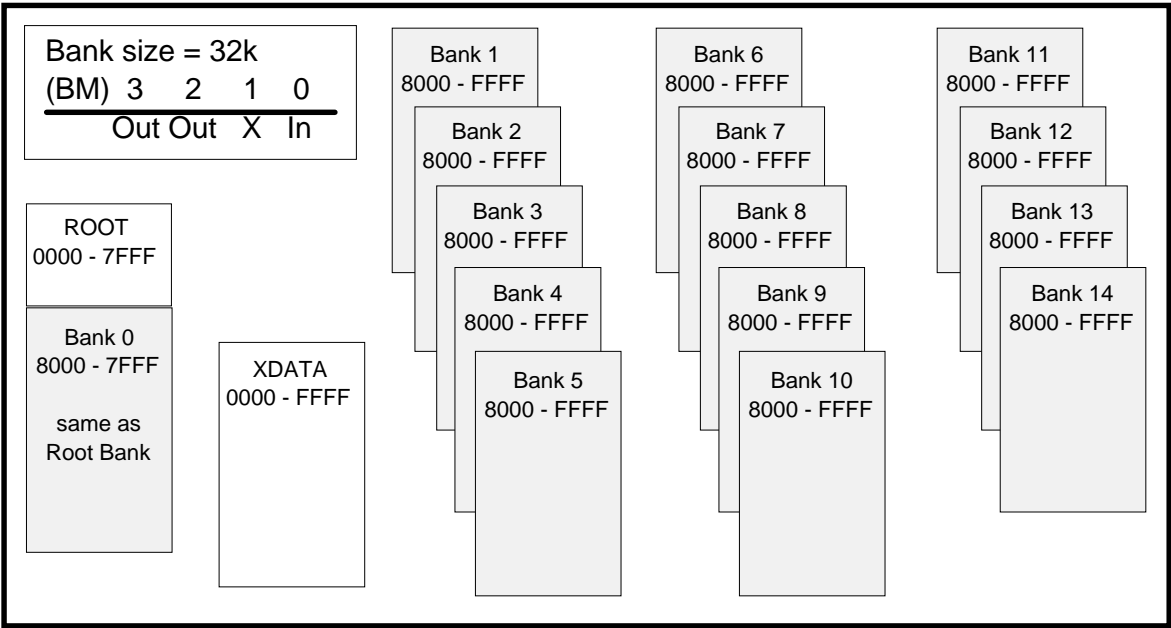 Bank size = 32k
(BM) 3 2 1 0
Out Out X In
ROOT
0000 - 7FFF
Bank 0
8000 - 7FFF
same as
Root Bank
XDATA
0000 - FFFF
Bank 1
8000 - FFFF
Bank 2
8000 - FFFF
Bank 3
8000 - FFFF
Bank 4
8000 - FFFF
Bank 5
8000 - FFFF
Bank 6
8000 - FFFF
Bank 7
8000 - FFFF
Bank 8
8000 - FFFF
Bank 9
8000 - FFFF
Bank 10
8000 - FFFF
Bank 11
8000 - FFFF
Bank 12
8000 - FFFF
Bank 13
8000 - FFFF
Bank 14
8000 - FFFF